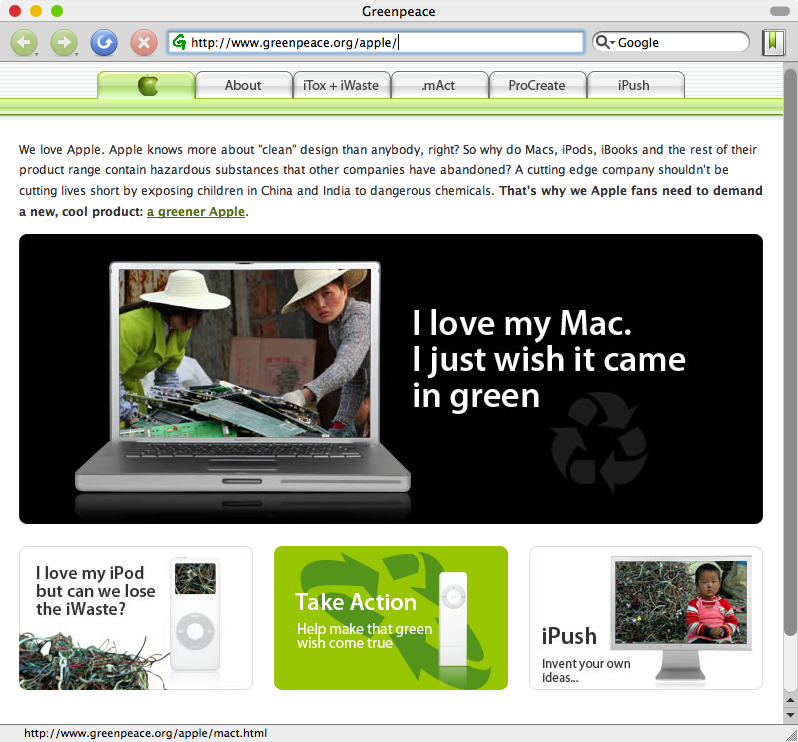 Greenpeace
http://www.greenpeace.org/apple/
Google
About
iTox + iWaste
.mAct
ProCreate
iPush
We love Apple. Apple knows more about "clean" design than anybody, right? So why do Macs, iPods, iBooks and the rest of their
product range contain hazardous substances that other companies have abandoned? A cutting edge company shouldn't be
cutting lives short by exposing children in China and India to dangerous chemicals. That's why we Apple fans need to demand
a new, cool product: a greener Apple.
I love my Mac.
I just wish it came
in green
I love my iPod
but can we lose
the iWaste?
Take Action
Help make that green
wish come true
iPush
Invent your own
ideas...
http://www.greenpeace.org/apple/mact.html